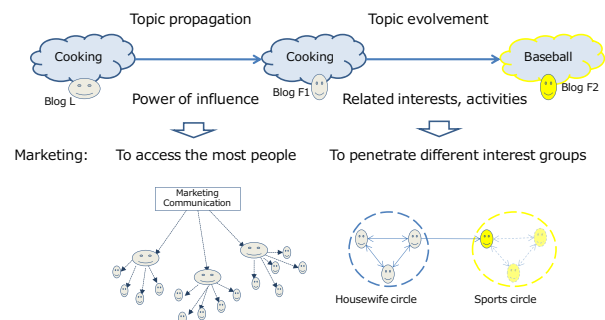 Topic propagation
Topic evolvement
Cooking
Cooking
Baseball
Blog L
Blog F1
Blog F2
Power of influence
Related interests, activities
Marketing:
To access the most people
To penetrate different interest groups
Marketing
Communication
Housewife circle
Sports circle